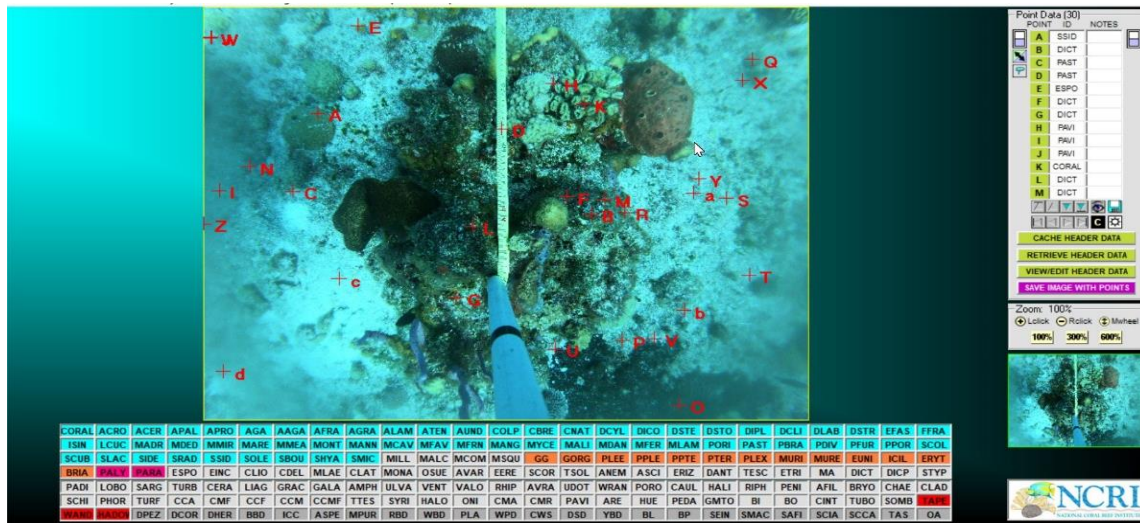 Point Data (30)
POINT ID NOTES
A SSID
B DICT
C PAST
D PAST
E ESPO
F DICT
G DICT
H PAVI
I PAVI
J PAVI
K CORAL
L DICT
M DICT
C
CACHE HEADER DATA
RETRIEVE HEADER DATA
VIEW/EDIT HEADER DATA
SAVE IMAGE WITH POINTS
Zoom: 100%
Lclick Rclick Mwheel
100% 300% 600%
W
E
Q
X
H
K
A
N
Y
I
C
F
M
a
S
B
R
Z
L
c
T
G
b
U
P
V
d
O
CORAL ACRO ACER APAL APRO AGA AAGA AFRA AGRA AHUM ALAM ATEN AUND COLP CBRE CNAT DCYL DICO DSTE DSTO DIPL DCLI DLAB DSTR EFAS FFRA
ISIN LCUC MADR MDED MMIR MARE MMEA MONT MANN MCAV MFAV MFRN MANG MYCE MALI MDAN MFER MLAM PORI PAST PBRA PDIV PFUR PPOR SCOL
SCUB SLAC SIDE SRAD SSID SOLE SBOU SHYA SMIC MILL MALC MCOM MSQU GG GORG PLEE PPLE PPTE PTER PLEX MURI MURE EUNI ICIL ERYT
BRIA PALY PARA ESPO EINC CLIO CDEL MLAE CLAT MONA OSUE AVAR EERE SCOR TSOL ANEM ASCI ERIZ DANT TESC ETRI MA DICT DICP STYP
PADI LOBO SARG TURB CERA LIAG GRAC GALA AMPH ULVA VENT VALO RHIP AVRA UDOT WRAN PORO CAUL HALI RIPH PENI AFIL BRYO CHAE CLAD
SCHI PHOR TURF CCA CMF CCF CCM CCMF TTES SYRI HALO ONI CMA CMR PAVI ARE HUE PEDA GMTO BI BO CINT TUBO SOMB TAPE
WAND HADOV DPEZ DCOR DHER BBD ICC ASPE MPUR RBD WBD PLA WPD CWS DSD YBD BL BP SEIN SMAC SAFI SCIA SCCA TAS OA
NCRI
NATIONAL CORAL REEF INSTITUTE